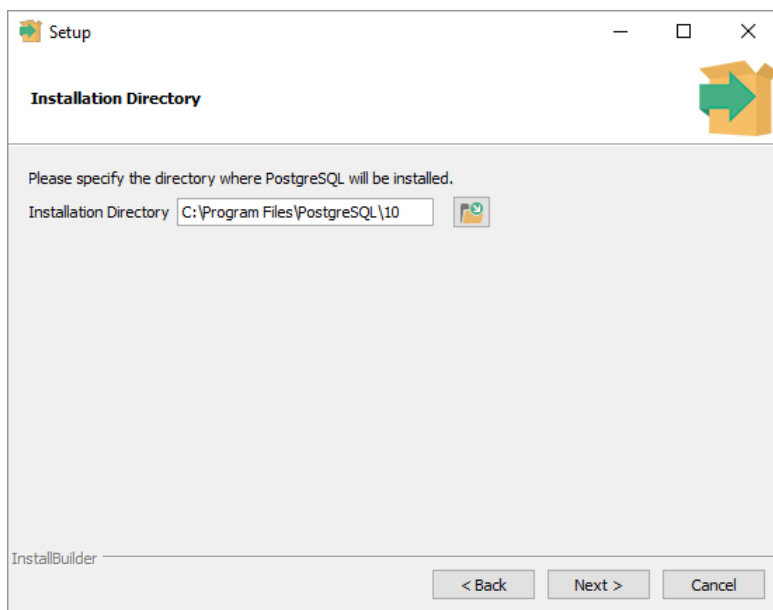 Setup
Installation Directory
Please specify the directory where PostgreSQL will be installed.
Installation Directory C:\Program Files\PostgreSQL\10
InstallBuilder
< Back Next > Cancel